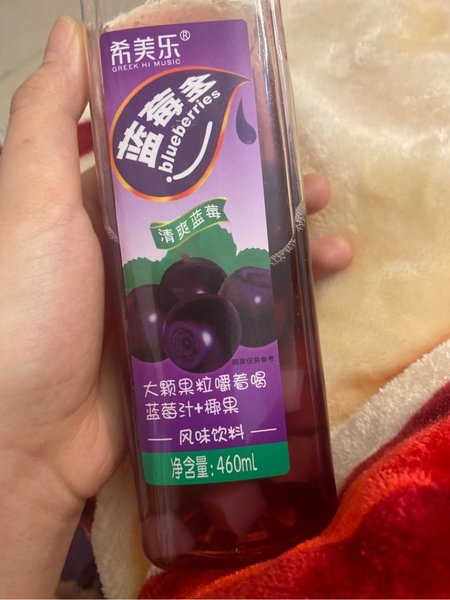 希美乐®
GREEK HI MUSIC
蓝莓多
blueberries
清爽蓝莓
图案仅供参考
大颗果粒嚼着喝
蓝莓汁+椰果
风味饮料
净含量:460mL